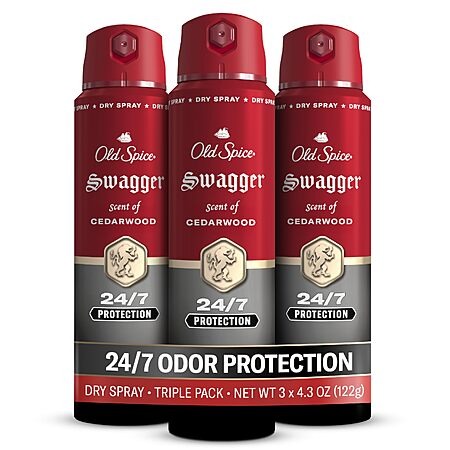 ★ DRY SPRAY ★
Old Spice
Swagger
Scent of
CEDARWOOD
24/7
PROTECTION
★ DRY SPRAY ★
Old Spice
Swagger
Scent of
CEDARWOOD
24/7
PROTECTION
★ DRY SPRAY ★
Old Spice
Swagger
Scent of
CEDARWOOD
24/7
PROTECTION
24/7 ODOR PROTECTION
DRY SPRAY • TRIPLE PACK • NET WT 3 x 4.3 OZ (122g)